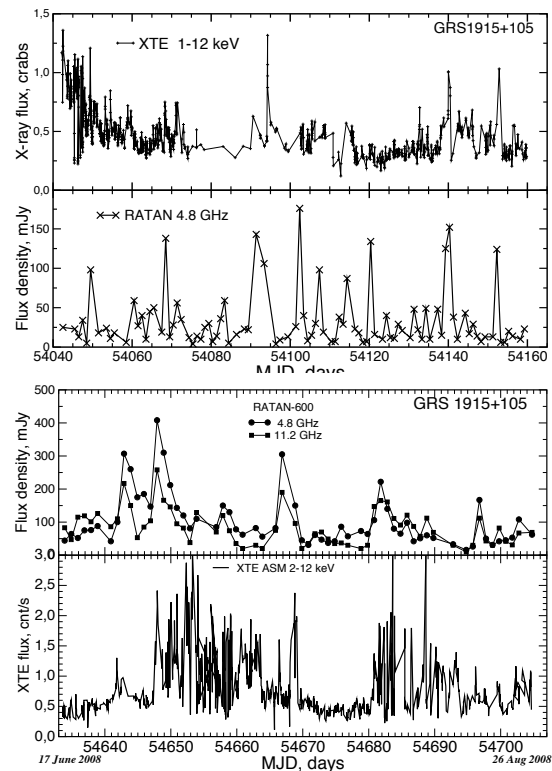 GRS1915+105
XTE 1-12 keV
X-ray flux, crabs
1,5
1,0
0,5
0,0
RATAN 4.8 GHz
Flux density, mJy
150
100
50
0
54040 54060 54080 54100 54120 54140 54160
MJD, days
GRS 1915+105
RATAN-600
4.8 GHz
11.2 GHz
Flux density, mJy
500
400
300
200
100
3,0
XTE ASM 2-12 keV
XTE flux, cnt/s
2,5
2,0
1,5
1,0
0,5
0,0
54640 54650 54660 54670 54680 54690 54700
17 June 2008 MJD, days 26 Aug 2008